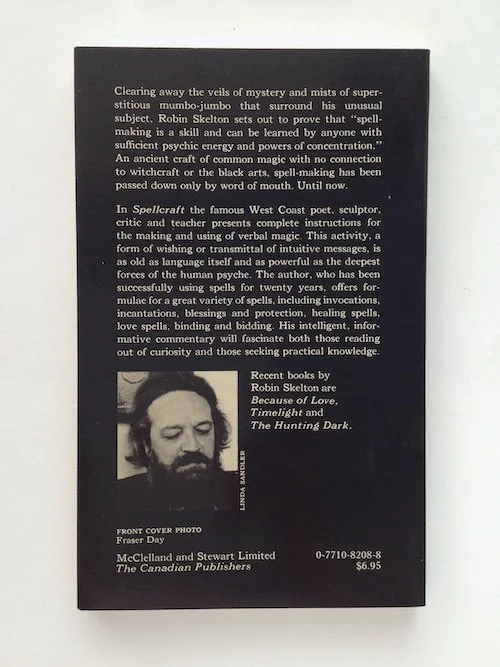 Clearing away the veils of mystery and mists of super-
stitious mumbo-jumbo that surround his unusual
subject, Robin Skelton sets out to prove that "spell-
making is a skill and can be learned by anyone with
sufficient psychic energy and powers of concentration."
An ancient craft of common magic with no connection
to witchcraft or the black arts, spell-making has been
passed down only by word of mouth. Until now.
In Spellcraft the famous West Coast poet, sculptor,
critic and teacher presents complete instructions for
the making and using of verbal magic. This activity, a
form of wishing or transmittal of intuitive messages, is
as old as language itself and as powerful as the deepest
forces of the human psyche. The author, who has been
successfully using spells for twenty years, offers for-
mulae for a great variety of spells, including invocations,
incantations, blessings and protection, healing spells,
love spells, binding and bidding. His intelligent, infor-
mative commentary will fascinate both those reading
out of curiosity and those seeking practical knowledge.
Recent books by
Robin Skelton are
Because of Love,
Timelight and
The Hunting Dark.
LINDA SANDLER
FRONT COVER PHOTO
Fraser Day
McClelland and Stewart Limited
The Canadian Publishers
0-7710-8208-8
$6.95